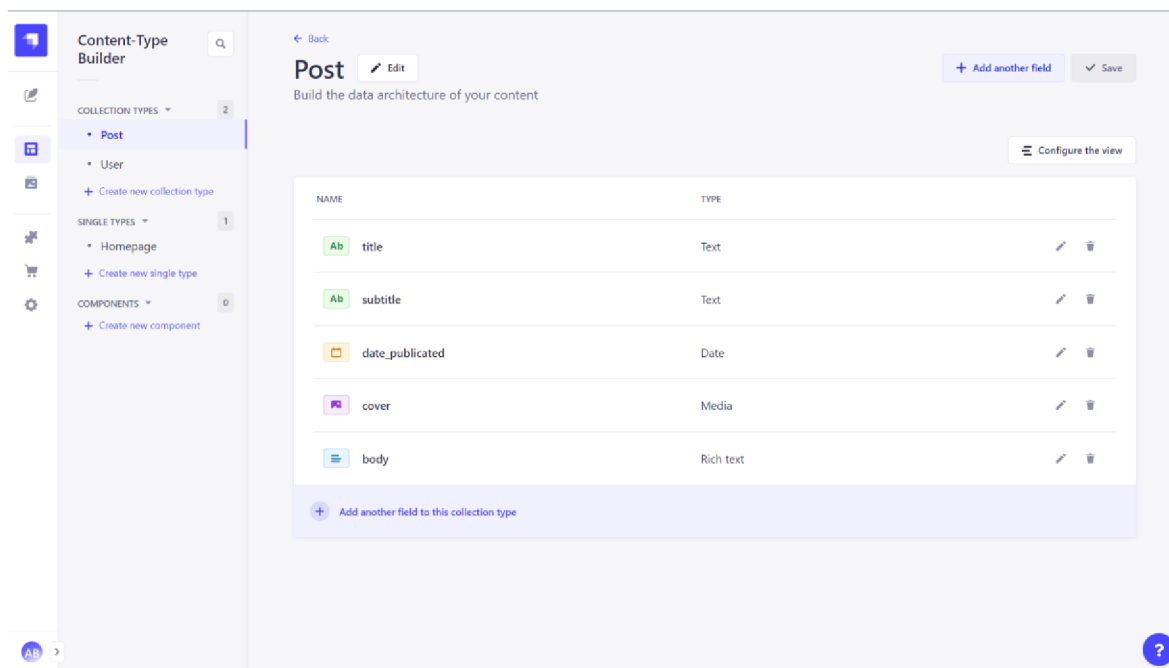 Content-Type
Builder
COLLECTION TYPES 2
Post
User
+ Create new collection type
SINGLE TYPES 1
Homepage
+ Create new single type
COMPONENTS 0
+ Create new component
AB
← Back
Post
Edit
+ Add another field
Save
Build the data architecture of your content
Configure the view
NAME TYPE
Ab title Text
Ab subtitle Text
date_publicated Date
cover Media
body Rich text
+ Add another field to this collection type
?